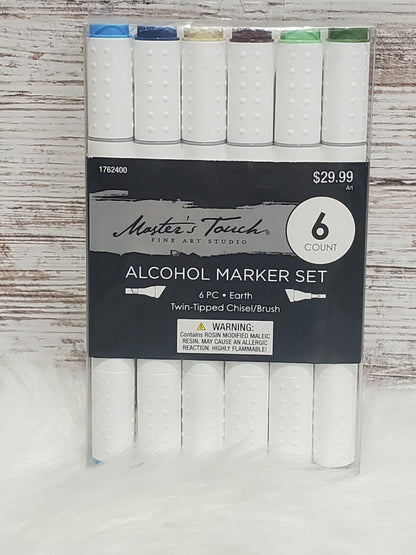 1762400
$29.99
Art
Master's Touch®
FINE ART STUDIO
6
COUNT
ALCOHOL MARKER SET
6 PC • Earth
Twin-Tipped Chisel/Brush
⚠ WARNING:
Contains ROSIN MODIFIED MALEIC
RESIN. MAY CAUSE AN ALLERGIC
REACTION. HIGHLY FLAMMABLE!